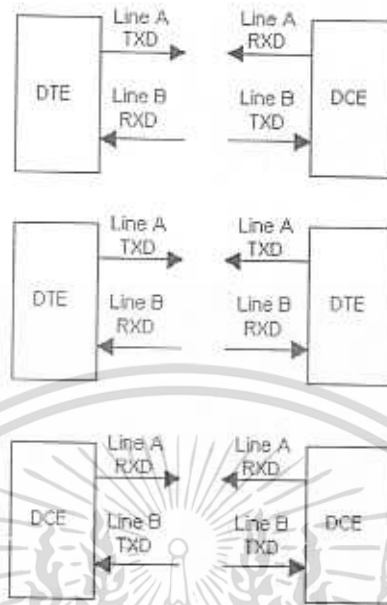 Line A Line A
TXD RXD
DTE Line B Line B DCE
RXD TXD
Line A Line A
TXD TXD
DTE Line B Line B DTE
RXD RXD
Line A Line A
RXD RXD
DCE Line B Line B DCE
TXD TXD